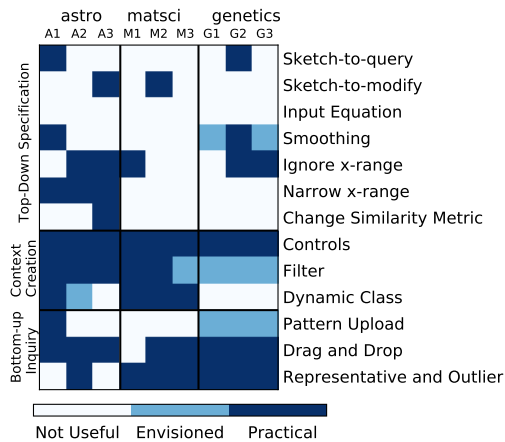 astro matsci genetics
A1 A2 A3 M1 M2 M3 G1 G2 G3
Top-Down Specification
Sketch-to-query
Sketch-to-modify
Input Equation
Smoothing
Ignore x-range
Narrow x-range
Change Similarity Metric
Context
Creation
Controls
Filter
Dynamic Class
Bottom-up
Inquiry
Pattern Upload
Drag and Drop
Representative and Outlier
Not Useful Envisioned Practical